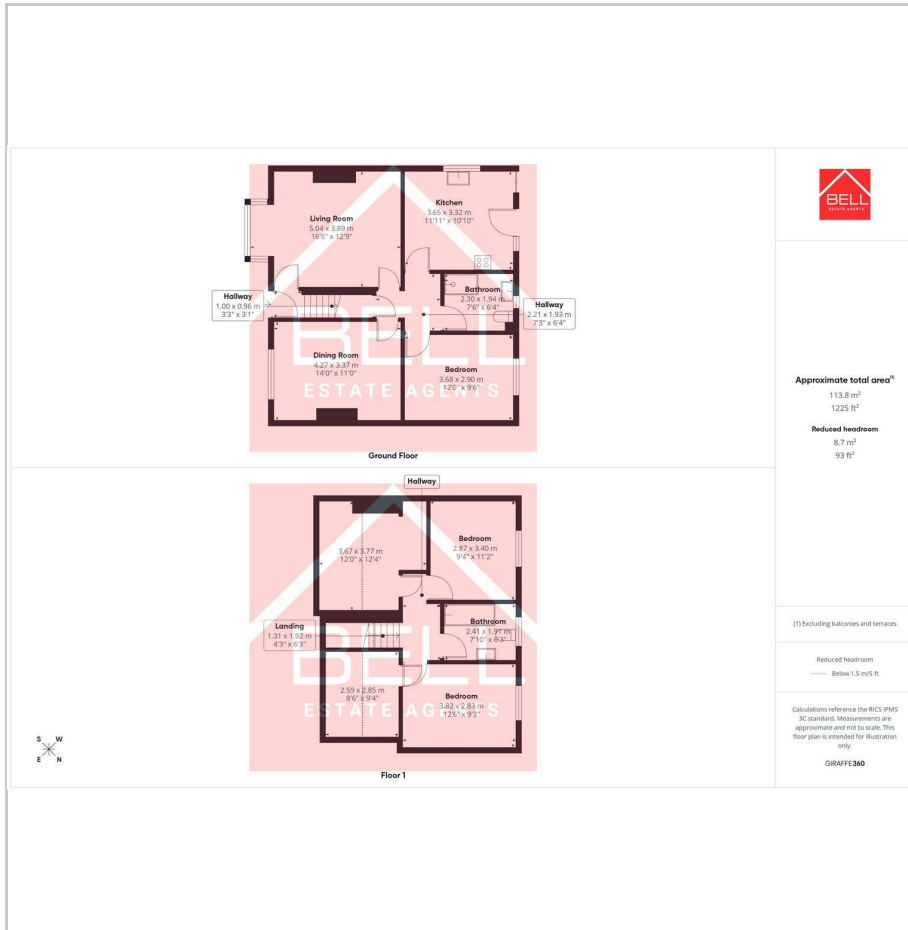 Living Room
5.04 x 3.89 m
16'6" x 12'9"
Kitchen
3.65 x 3.32 m
11'11" x 10'10"
Hallway
1.00 x 0.96 m
3'3" x 3'1"
Bathroom
2.30 x 1.94 m
7'6" x 6'4"
Hallway
2.21 x 1.93 m
7'3" x 6'4"
Dining Room
4.27 x 3.37 m
14'0" x 11'0"
Bedroom
3.68 x 2.90 m
12'0" x 9'6"
BELL
ESTATE AGENTS
Ground Floor
Hallway
3.67 x 3.77 m
12'0" x 12'4"
Bedroom
2.87 x 3.40 m
9'4" x 11'2"
Landing
1.31 x 1.92 m
4'3" x 6'3"
Bathroom
2.41 x 1.91 m
7'10" x 6'3"
2.59 x 2.85 m
8'6" x 9'4"
Bedroom
3.82 x 2.83 m
12'6" x 9'3"
BELL
ESTATE AGENTS
Floor 1
S W
E N
BELL
ESTATE AGENTS
Approximate total area(1)
113.8 m²
1225 ft²
Reduced headroom
8.7 m²
93 ft²
(1) Excluding balconies and terraces
Reduced headroom
Below 1.5 m/5 ft
Calculations reference the RICS IPMS
3C standard. Measurements are
approximate and not to scale. This
floor plan is intended for illustration
only.
GIRAFFE360